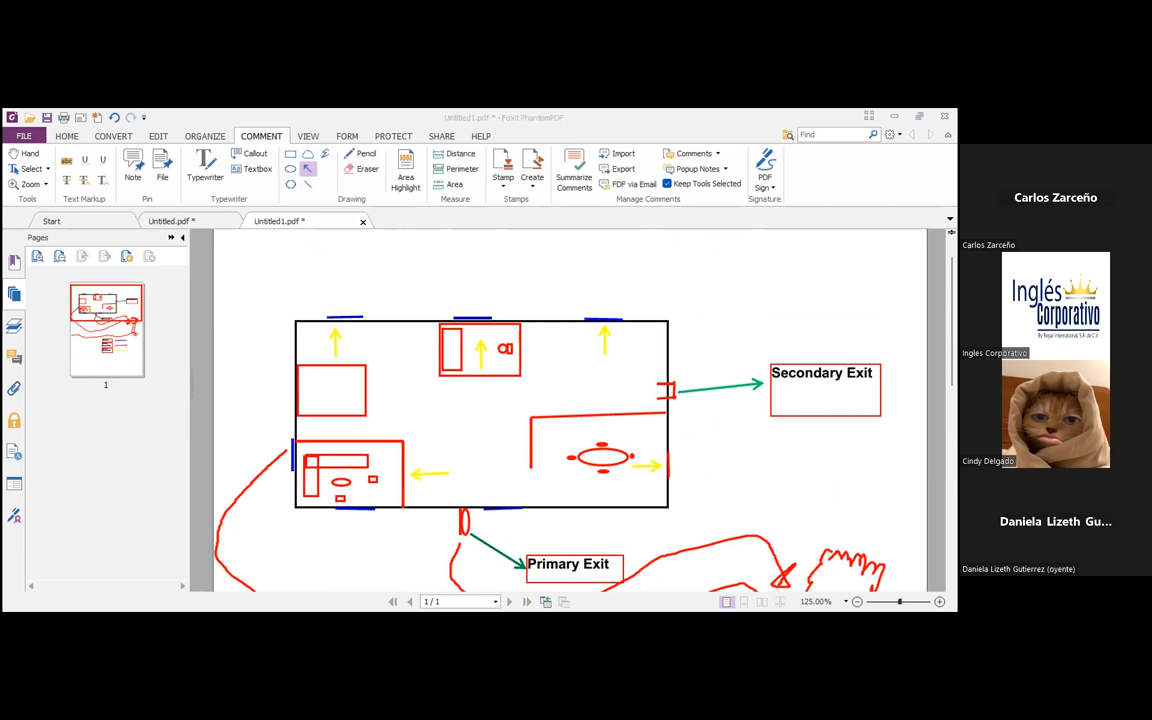 Untitled1.pdf * - Foxit PhantomPDF
FILE HOME CONVERT EDIT ORGANIZE COMMENT VIEW FORM PROTECT SHARE HELP
Find
Hand
Select
Zoom
Tools
Text Markup
Note
File
Pin
Typewriter
Callout
Textbox
Typewriter
Pencil
Eraser
Area
Highlight
Drawing
Distance
Perimeter
Area
Measure
Stamp
Create
Stamps
Summarize
Comments
Import
Export
FDF via Email
Comments
Popup Notes
Keep Tools Selected
Manage Comments
PDF
Sign
Signature
Start
Untitled.pdf *
Untitled1.pdf *
Pages
1
Secondary Exit
Primary Exit
1 / 1
125.00%
Carlos Zarceño
Carlos Zarceño
Inglés
Corporativo
By Regal International, S.A. de C.V.
Ingles Corporativo
Cindy Delgado
Daniela Lizeth Gu...
Daniela Lizeth Gutierrez (oyente)